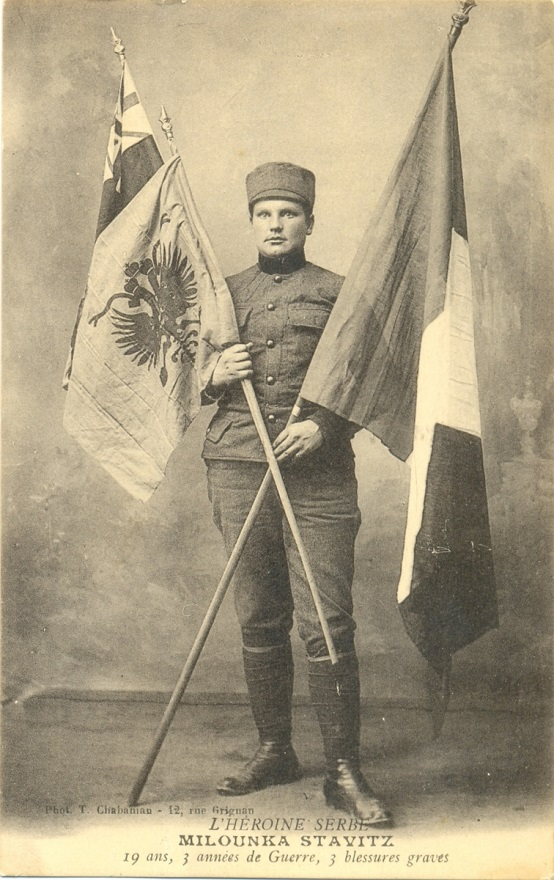 Phot. T. Chabanian - 12, rue Grignan
L'HÉROINE SERBE
MILOUNKA STAVITZ
19 ans, 3 années de Guerre, 3 blessures graves